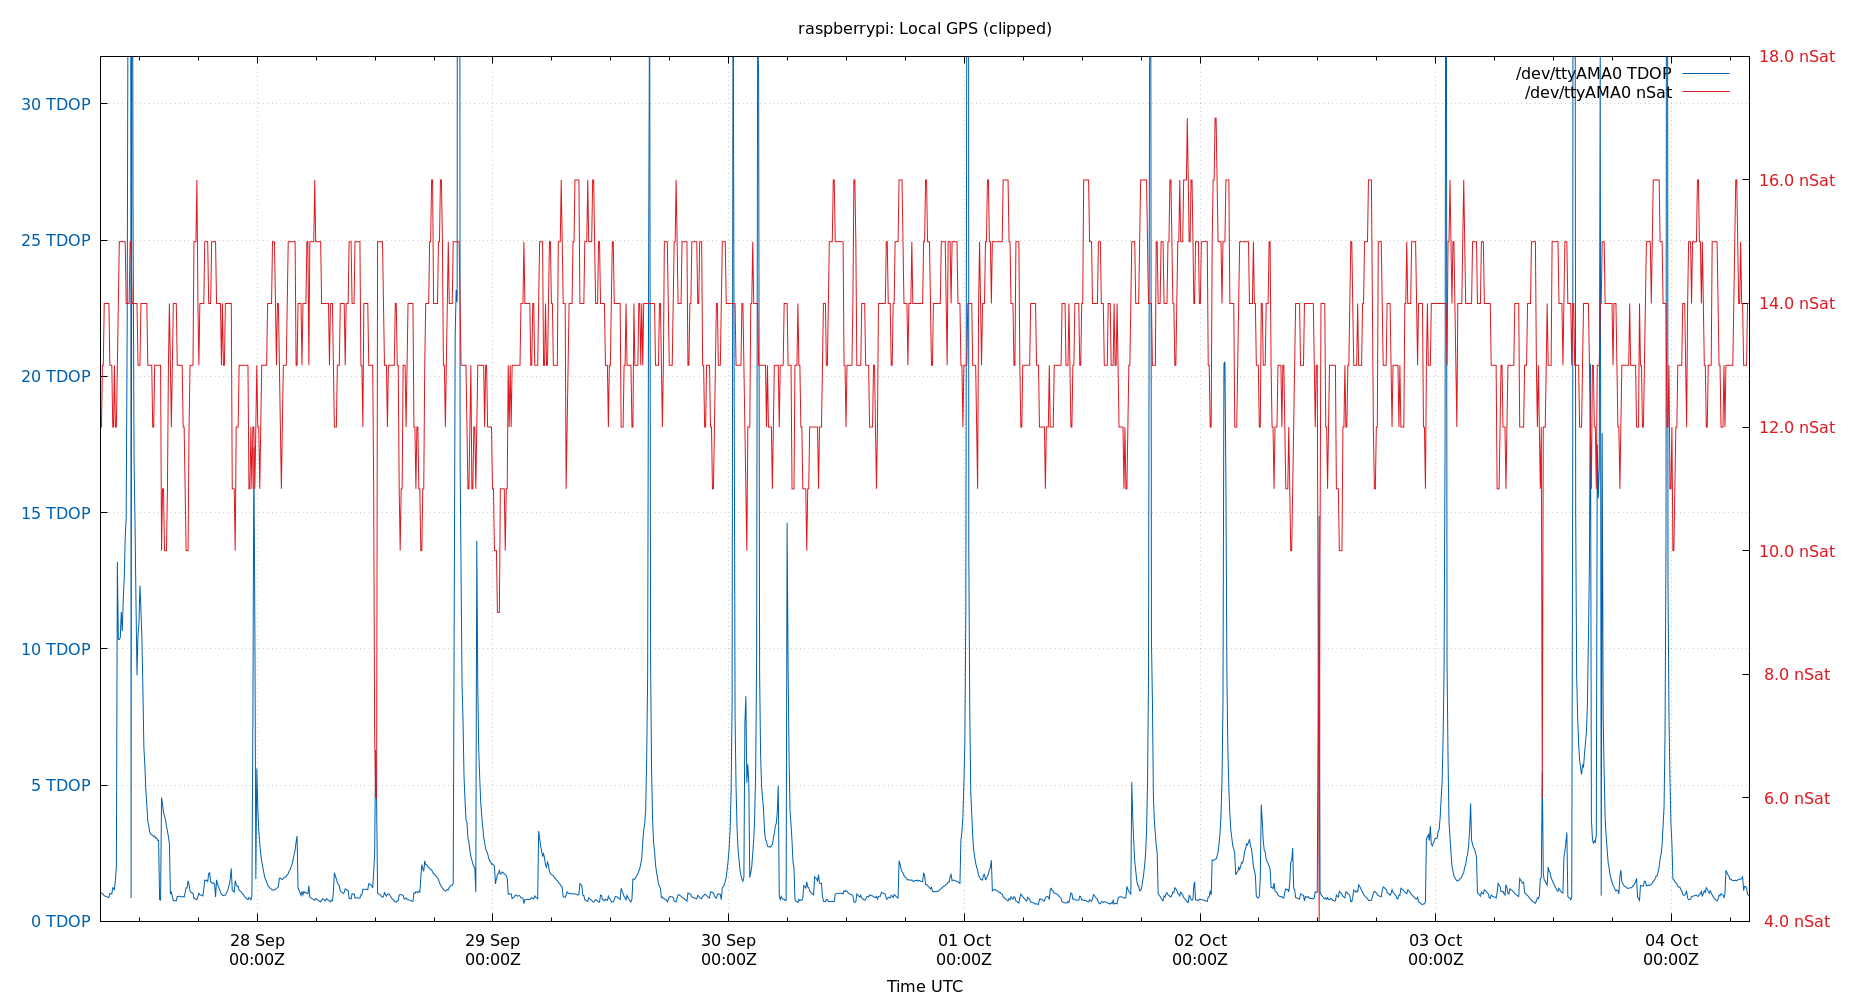 raspberrypi: Local GPS (clipped)
/dev/ttyAMA0 TDOP
/dev/ttyAMA0 nSat
30 TDOP
25 TDOP
20 TDOP
15 TDOP
10 TDOP
5 TDOP
0 TDOP
18.0 nSat
16.0 nSat
14.0 nSat
12.0 nSat
10.0 nSat
8.0 nSat
6.0 nSat
4.0 nSat
28 Sep
00:00Z
29 Sep
00:00Z
30 Sep
00:00Z
01 Oct
00:00Z
02 Oct
00:00Z
03 Oct
00:00Z
04 Oct
00:00Z
Time UTC